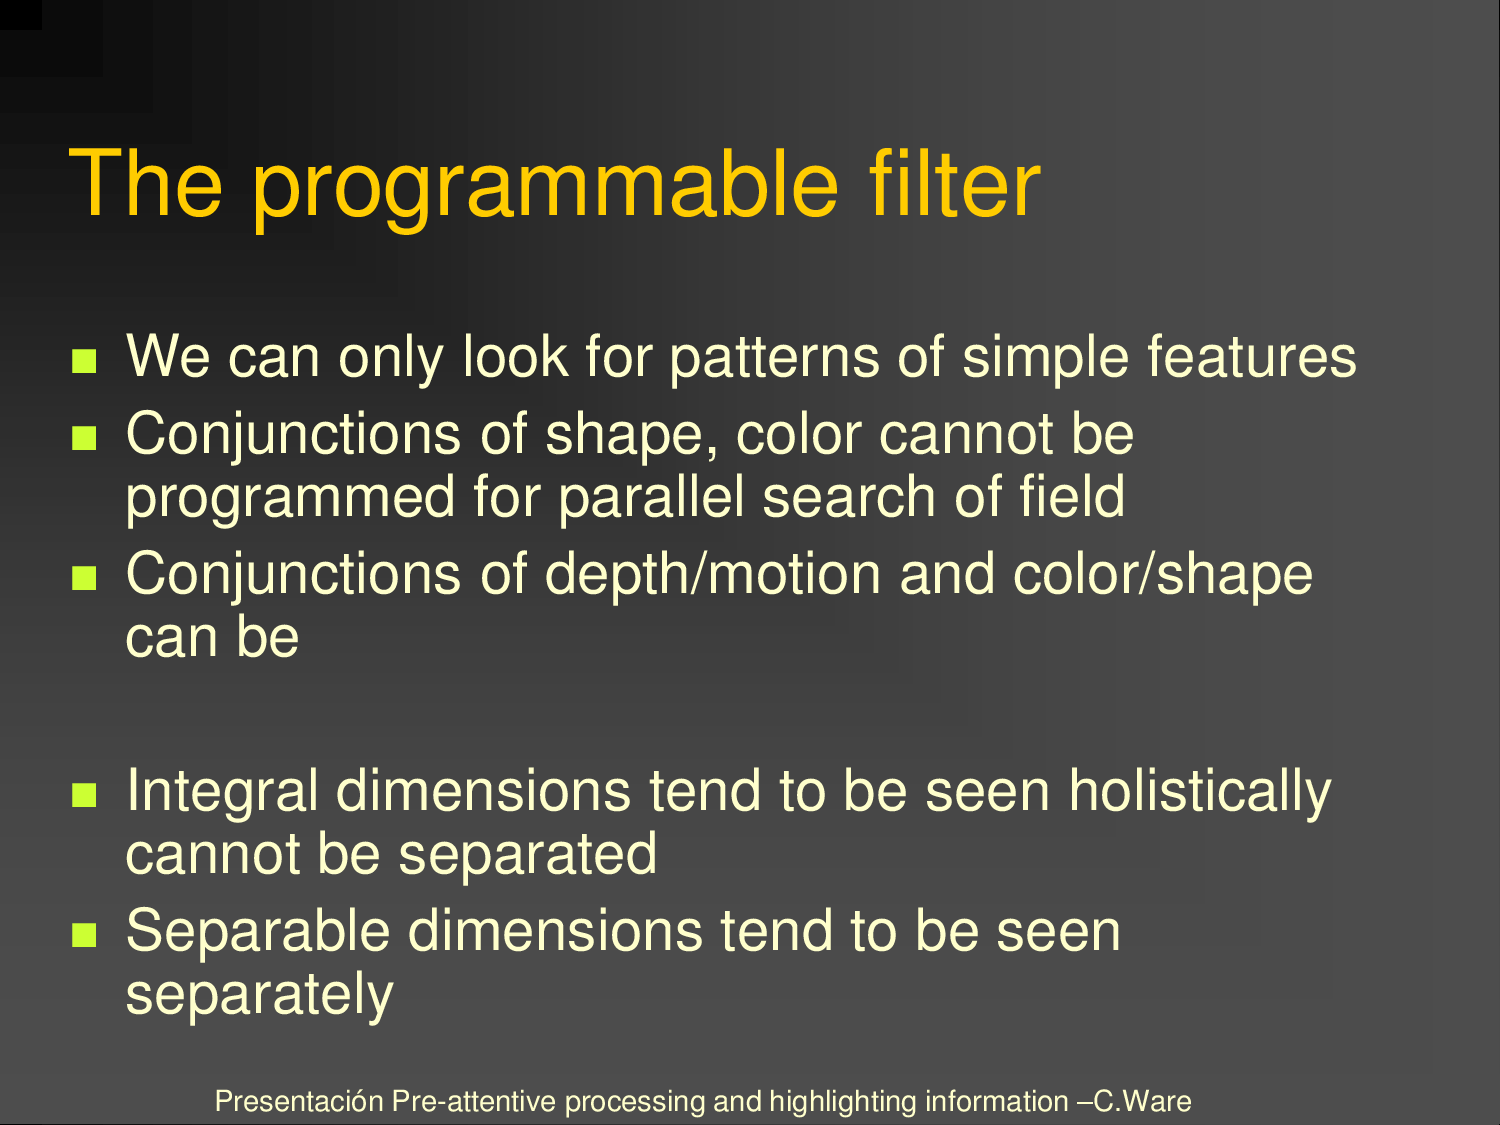 The programmable filter
We can only look for patterns of simple features
Conjunctions of shape, color cannot be
programmed for parallel search of field
Conjunctions of depth/motion and color/shape
can be
Integral dimensions tend to be seen holistically
cannot be separated
Separable dimensions tend to be seen
separately
Presentación Pre-attentive processing and highlighting information –C.Ware